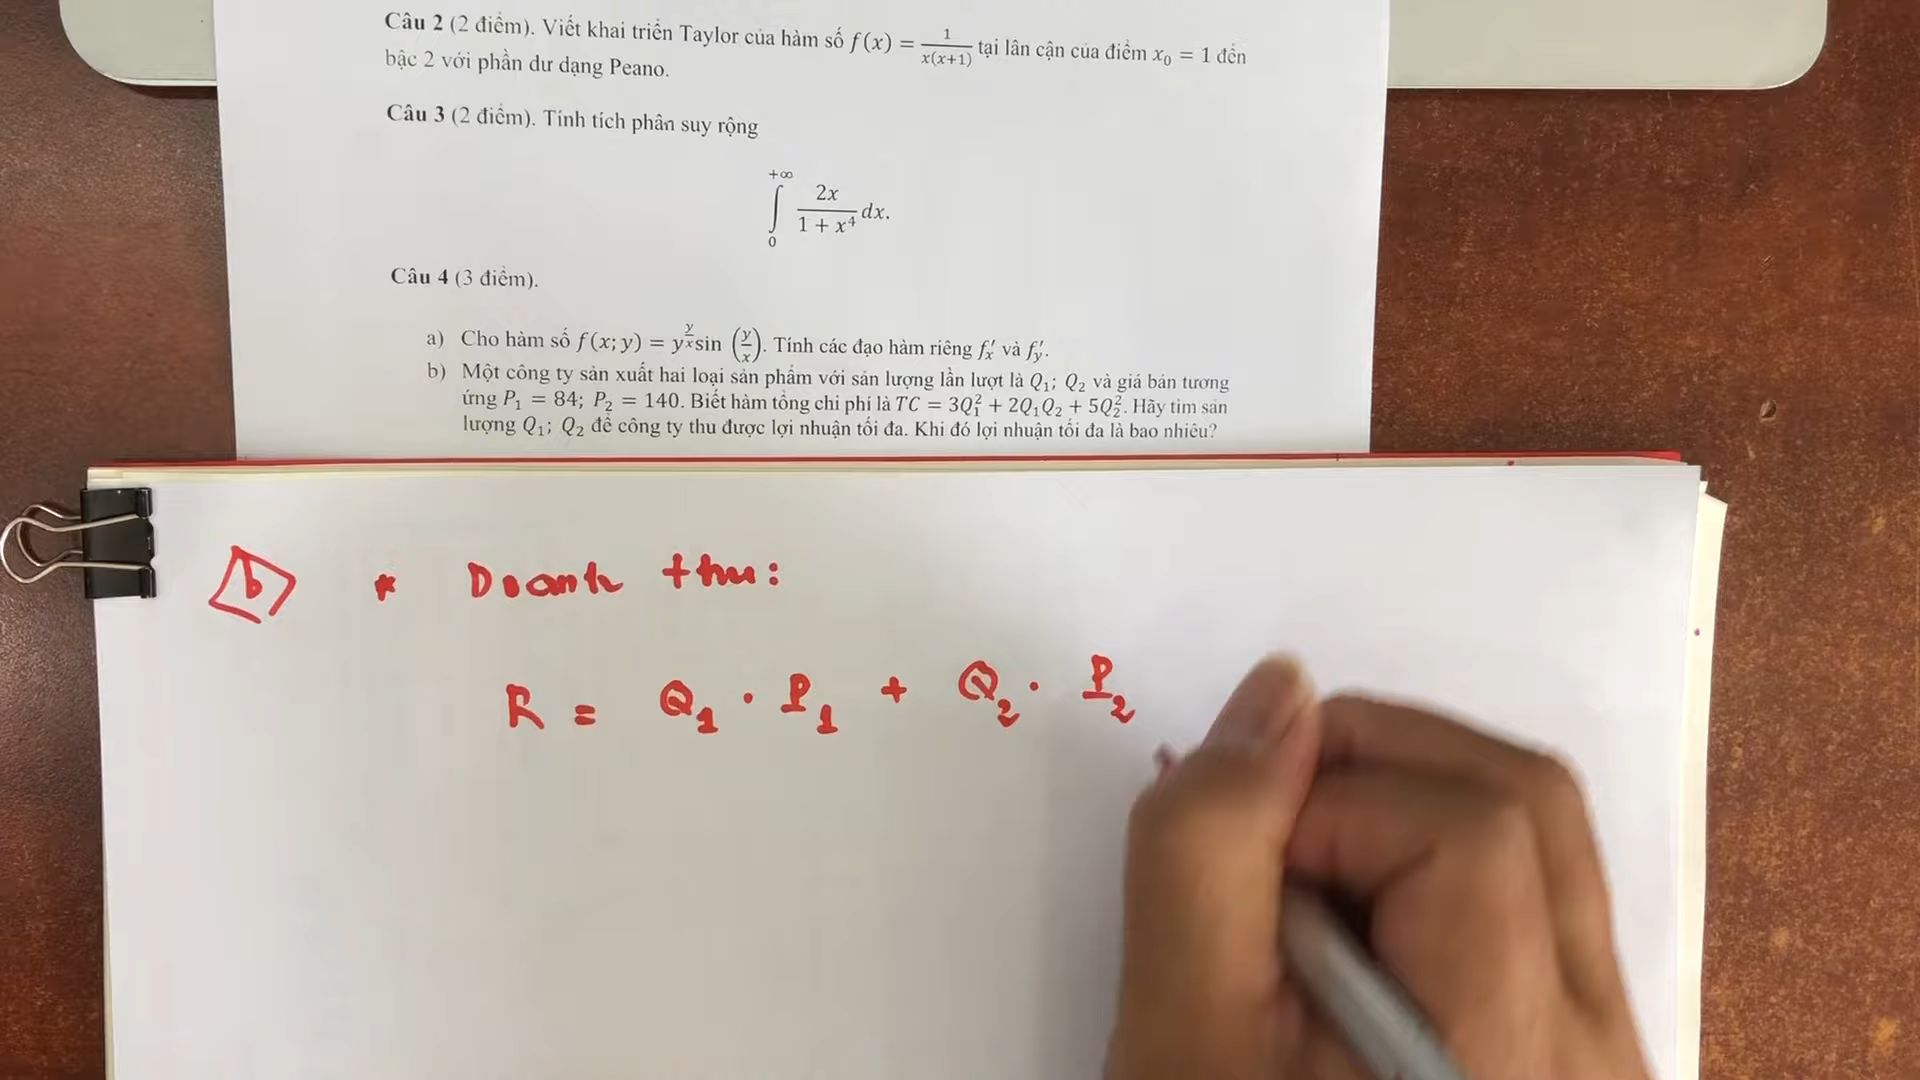 Câu 2 (2 điểm). Viết khai triển Taylor của hàm số f(x) = 1/(x(x+1)) tại lân cận của điểm x₀ = 1 đến
bậc 2 với phần dư dạng Peano.
Câu 3 (2 điểm). Tính tích phân suy rộng
∫₀^{+∞} 2x/(1 + x⁴) dx.
Câu 4 (3 điểm).
a) Cho hàm số f(x; y) = y^{y/x} sin (y/x). Tính các đạo hàm riêng f′ₓ và f′ᵧ.
b) Một công ty sản xuất hai loại sản phẩm với sản lượng lần lượt là Q₁; Q₂ và giá bán tương
ứng P₁ = 84; P₂ = 140. Biết hàm tổng chi phí là TC = 3Q₁² + 2Q₁Q₂ + 5Q₂². Hãy tìm sản
lượng Q₁; Q₂ để công ty thu được lợi nhuận tối đa. Khi đó lợi nhuận tối đa là bao nhiêu?
b * Doanh thu:
R = Q₁ · P₁ + Q₂ · P₂